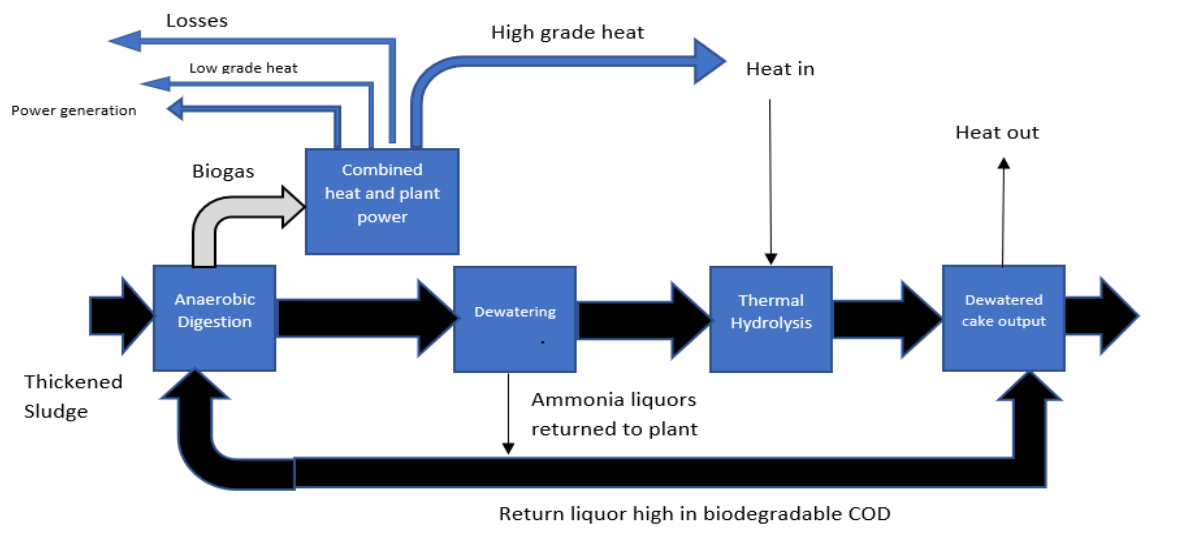 Losses
High grade heat
Low grade heat
Heat in
Power generation
Heat out
Biogas
Combined
heat and plant
power
Anaerobic
Digestion
Dewatering
.
Thermal
Hydrolysis
Dewatered
cake output
Thickened
Sludge
Ammonia liquors
returned to plant
Return liquor high in biodegradable COD